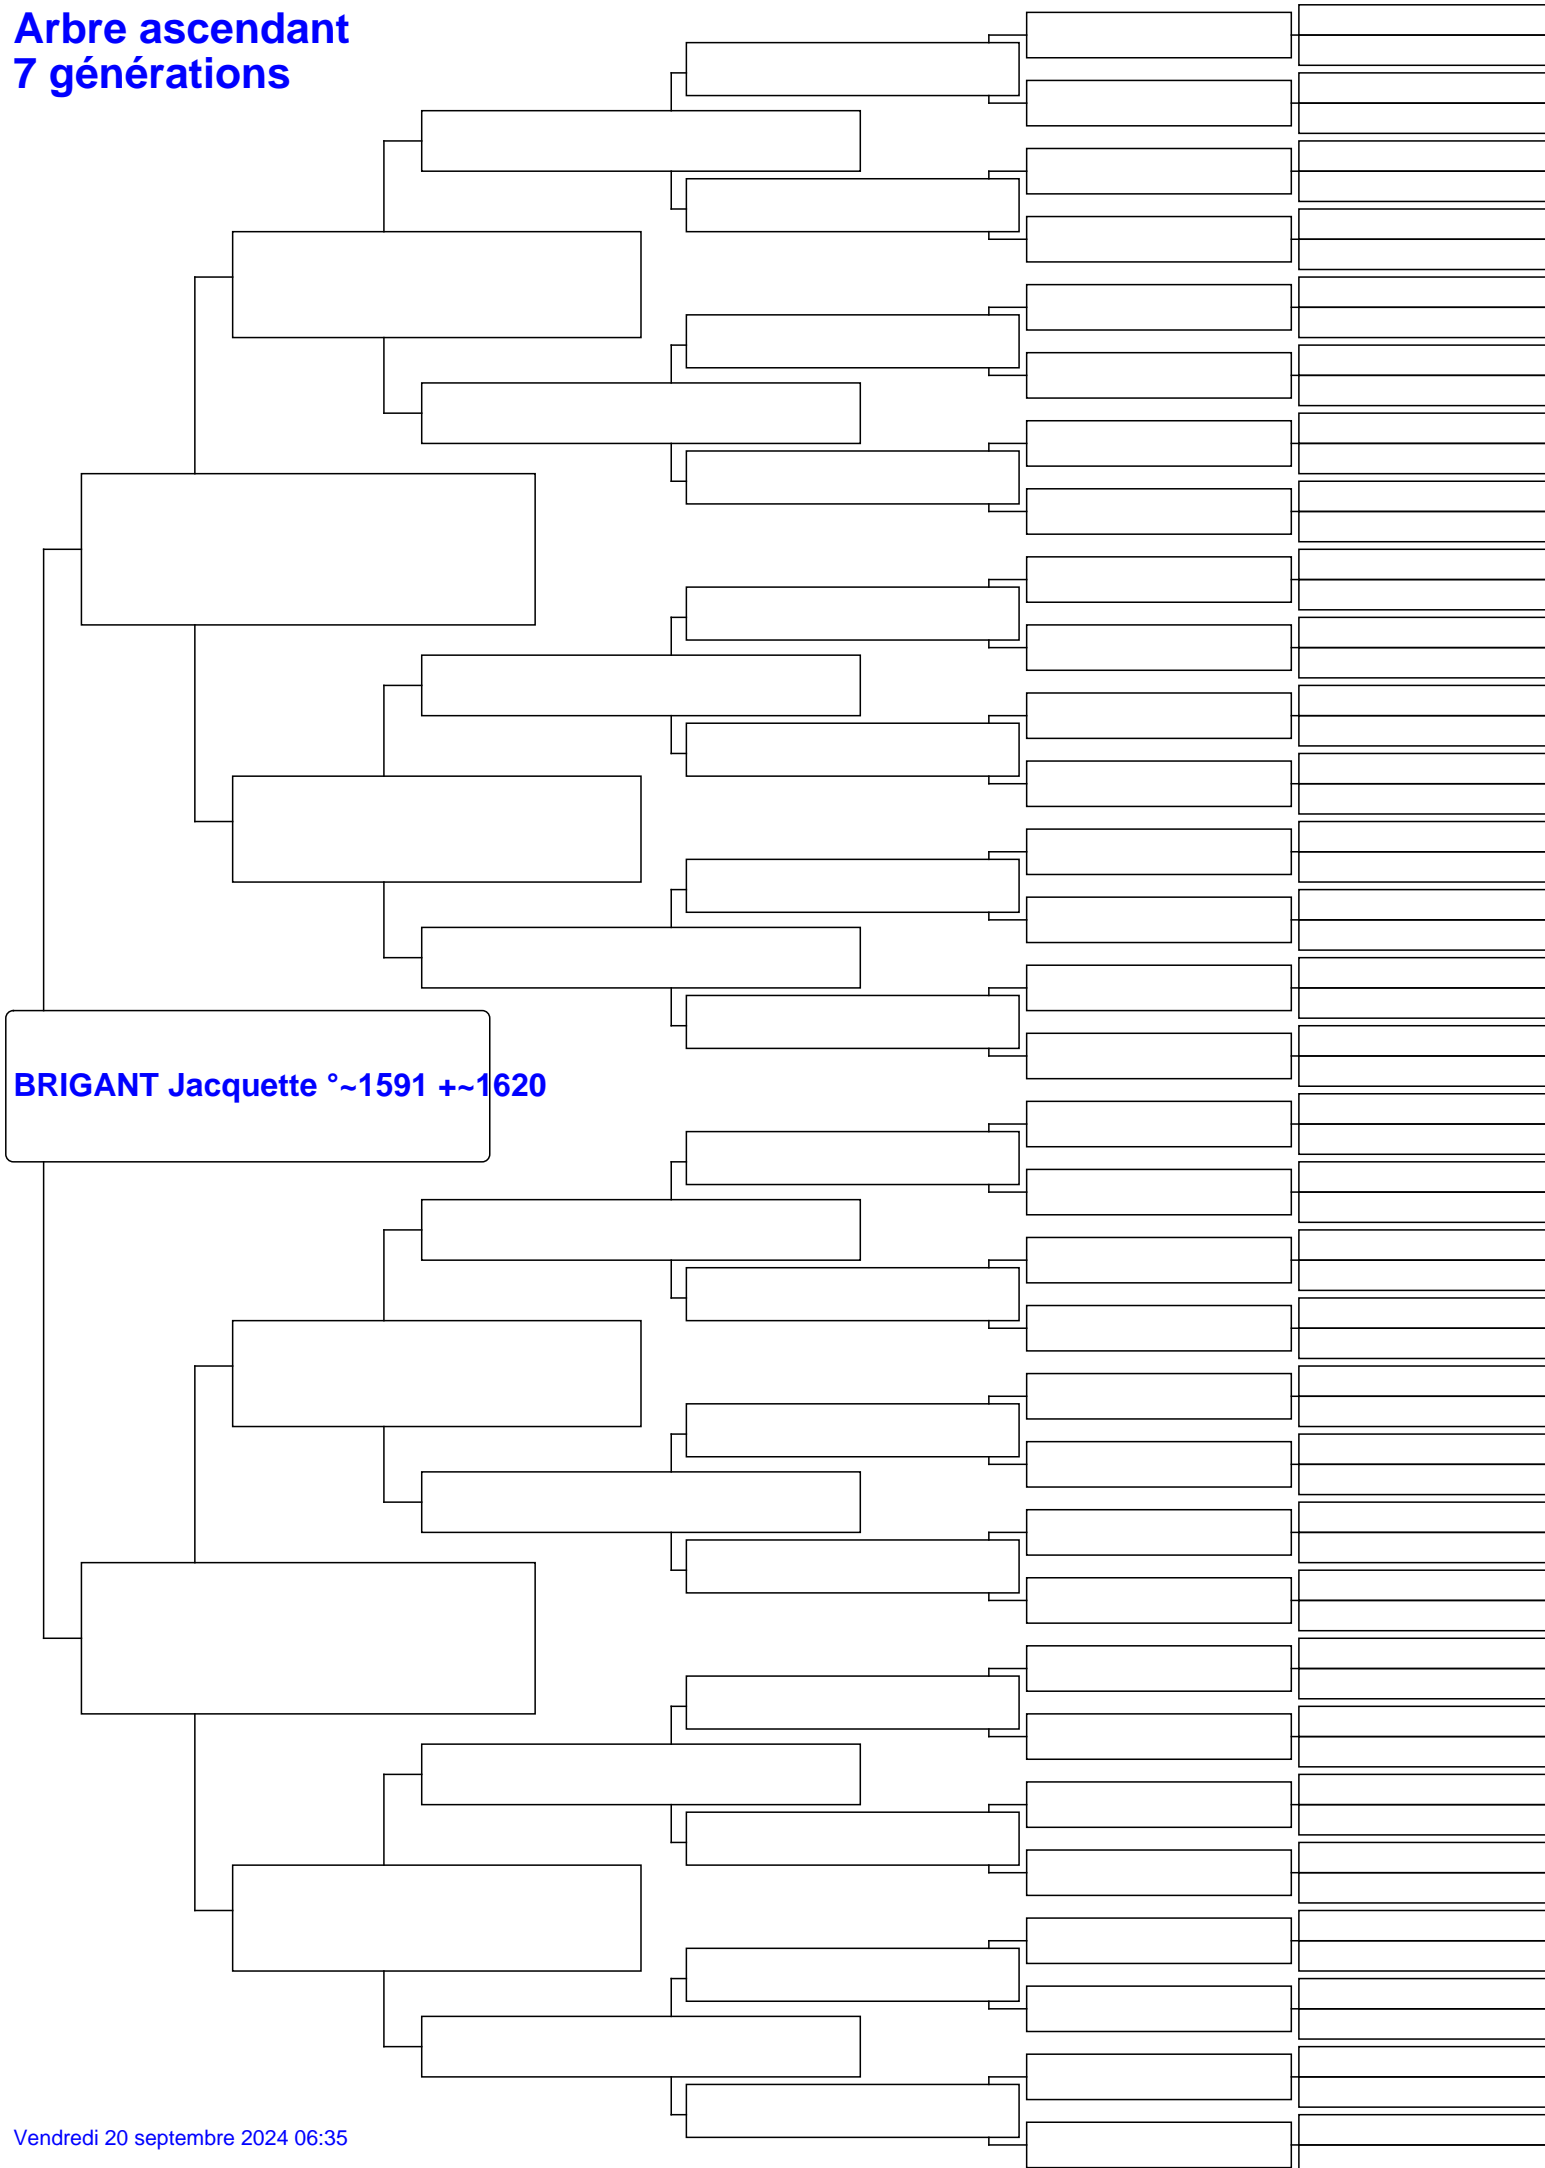 Arbre ascendant
7 générations
BRIGANT Jacquette °~1591 +~1620
Vendredi 20 septembre 2024 06:35